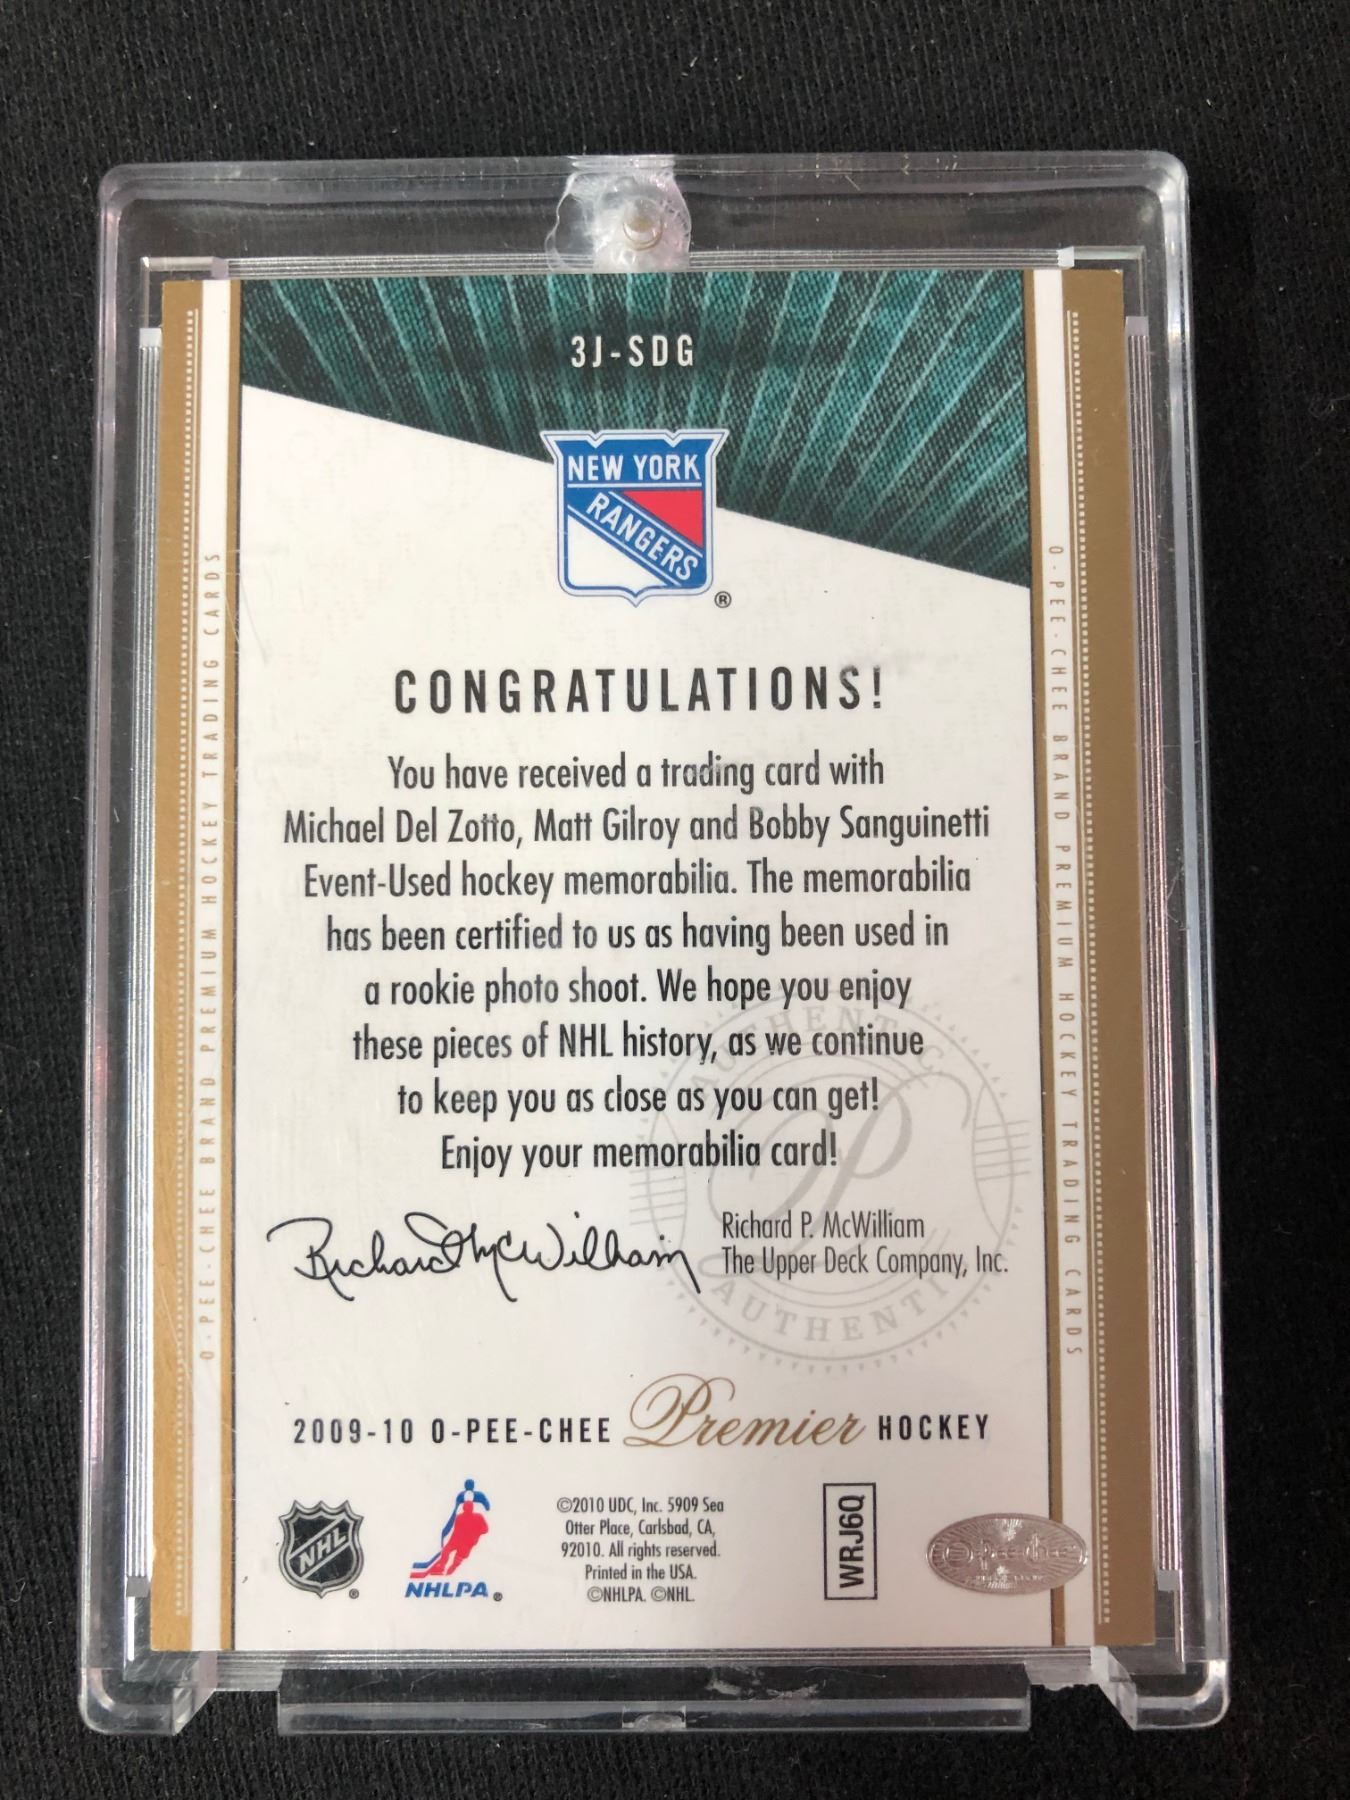 3J-SDG
NEW YORK
RANGERS
®
CONGRATULATIONS!
You have received a trading card with
Michael Del Zotto, Matt Gilroy and Bobby Sanguinetti
Event-Used hockey memorabilia. The memorabilia
has been certified to us as having been used in
a rookie photo shoot. We hope you enjoy
these pieces of NHL history, as we continue
to keep you as close as you can get!
Enjoy your memorabilia card!
Richard McWilliam
Richard P. McWilliam
The Upper Deck Company, Inc.
2009-10 O-PEE-CHEE Premier HOCKEY
NHL ®
NHLPA ®
©2010 UDC, Inc. 5909 Sea
Otter Place, Carlsbad, CA,
92010. All rights reserved.
Printed in the USA.
©NHLPA. ©NHL.
WRJ6Q
O-Pee-Chee
O-PEE-CHEE BRAND PREMIUM HOCKEY TRADING CARDS
O-PEE-CHEE BRAND PREMIUM HOCKEY TRADING CARDS